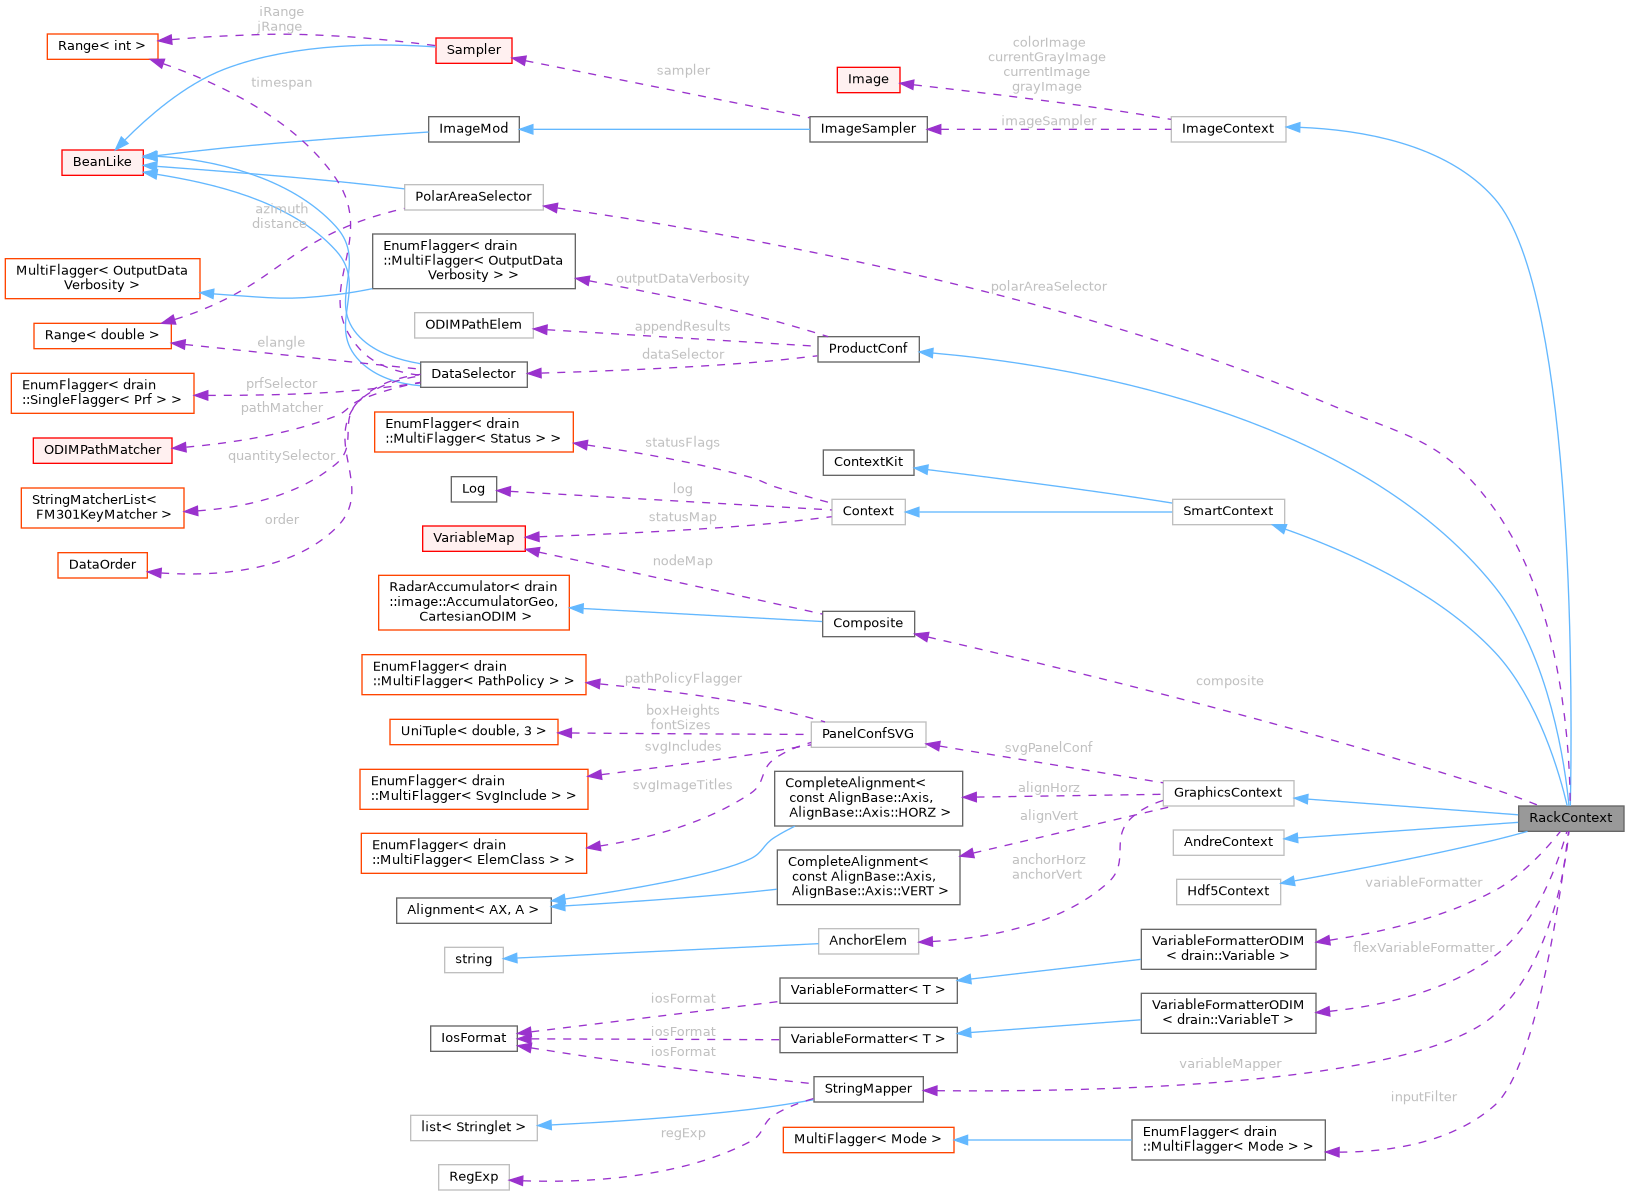 iRange
jRange
Range< int >
Sampler
colorImage
currentGrayImage
currentImage
grayImage
sampler
Image
timespan
imageSampler
ImageMod
ImageSampler
ImageContext
BeanLike
PolarAreaSelector
azimuth
distance
EnumFlagger< drain
::MultiFlagger< OutputData
Verbosity > >
MultiFlagger< OutputData
Verbosity >
outputDataVerbosity
polarAreaSelector
ODIMPathElem
appendResults
Range< double >
elangle
dataSelector
ProductConf
DataSelector
EnumFlagger< drain
::SingleFlagger< Prf > >
prfSelector
pathMatcher
EnumFlagger< drain
::MultiFlagger< Status > >
statusFlags
ODIMPathMatcher
quantitySelector
ContextKit
Log
log
StringMatcherList<
FM301KeyMatcher >
order
Context
SmartContext
statusMap
VariableMap
nodeMap
DataOrder
RadarAccumulator< drain
::image::AccumulatorGeo,
CartesianODIM >
Composite
EnumFlagger< drain
::MultiFlagger< PathPolicy > >
pathPolicyFlagger
composite
boxHeights
fontSizes
UniTuple< double, 3 >
PanelConfSVG
svgIncludes
svgPanelConf
EnumFlagger< drain
::MultiFlagger< SvgInclude > >
svgImageTitles
CompleteAlignment<
const AlignBase::Axis,
AlignBase::Axis::HORZ >
alignHorz
GraphicsContext
alignVert
RackContext
EnumFlagger< drain
::MultiFlagger< ElemClass > >
AndreContext
CompleteAlignment<
const AlignBase::Axis,
AlignBase::Axis::VERT >
anchorHorz
anchorVert
Hdf5Context
variableFormatter
Alignment< AX, A >
AnchorElem
string
VariableFormatterODIM
< drain::Variable >
flexVariableFormatter
VariableFormatter< T >
iosFormat
VariableFormatterODIM
< drain::VariableT >
IosFormat
iosFormat
VariableFormatter< T >
iosFormat
variableMapper
StringMapper
inputFilter
list< Stringlet >
regExp
MultiFlagger< Mode >
EnumFlagger< drain
::MultiFlagger< Mode > >
RegExp